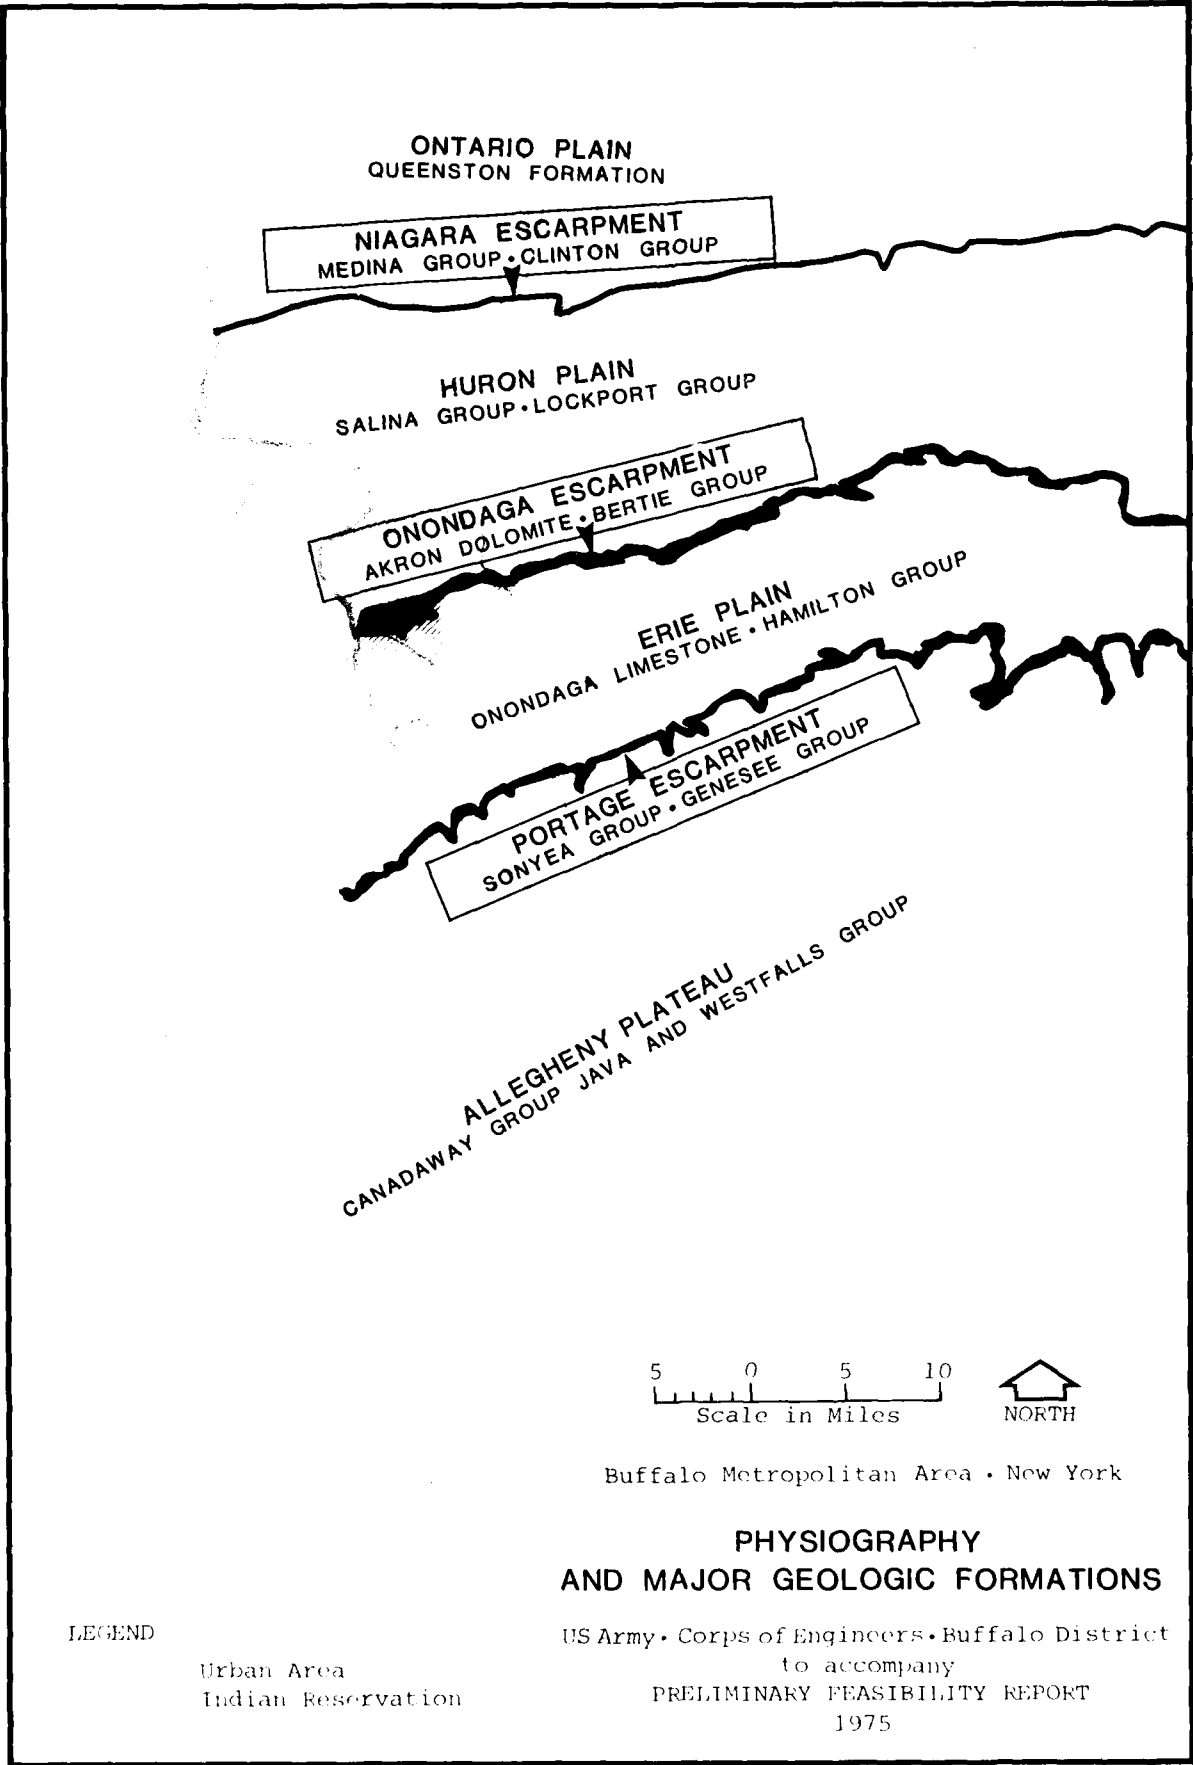 ONTARIO PLAIN
QUEENSTON FORMATION
NIAGARA ESCARPMENT
MEDINA GROUP • CLINTON GROUP
HURON PLAIN
SALINA GROUP • LOCKPORT GROUP
ONONDAGA ESCARPMENT
AKRON DOLOMITE • BERTIE GROUP
ERIE PLAIN
ONONDAGA LIMESTONE • HAMILTON GROUP
PORTAGE ESCARPMENT
SONYEA GROUP • GENESEE GROUP
ALLEGHENY PLATEAU
CANADAWAY GROUP JAVA AND WESTFALLS GROUP
5 0 5 10
Scale in Miles
NORTH
Buffalo Metropolitan Area • New York
PHYSIOGRAPHY
AND MAJOR GEOLOGIC FORMATIONS
LEGEND
Urban Area
Indian Reservation
US Army • Corps of Engineers • Buffalo District
to accompany
PRELIMINARY FEASIBILITY REPORT
1975